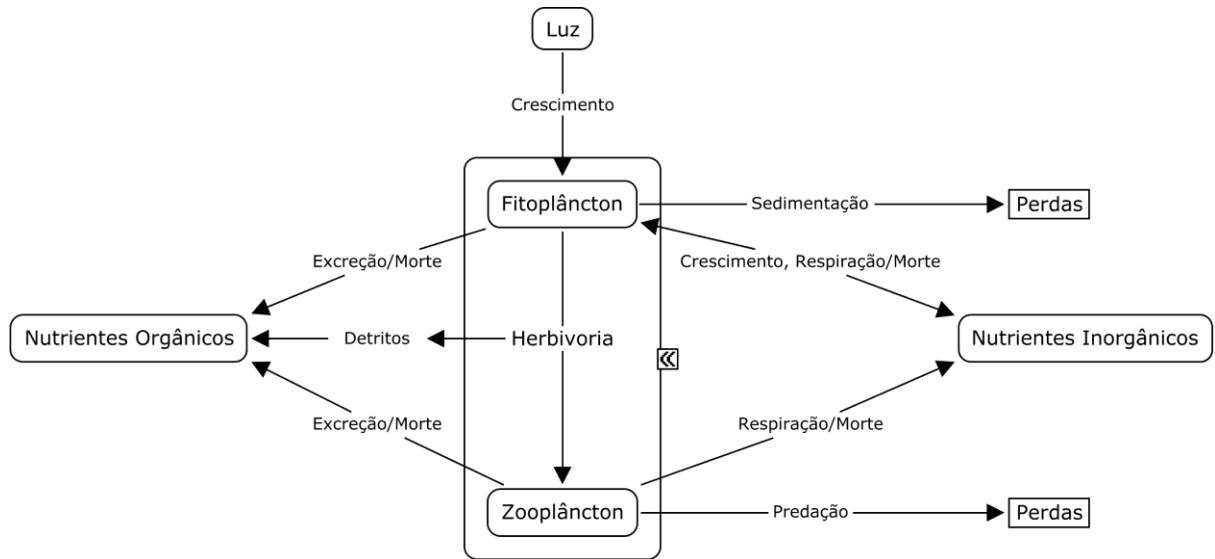 Luz
Crescimento
Fitoplâncton
Sedimentação
Perdas
Excreção/Morte
Crescimento, Respiração/Morte
Nutrientes Orgânicos
Detritos
Herbivoria
Nutrientes Inorgânicos
Excreção/Morte
Respiração/Morte
Zooplâncton
Predação
Perdas